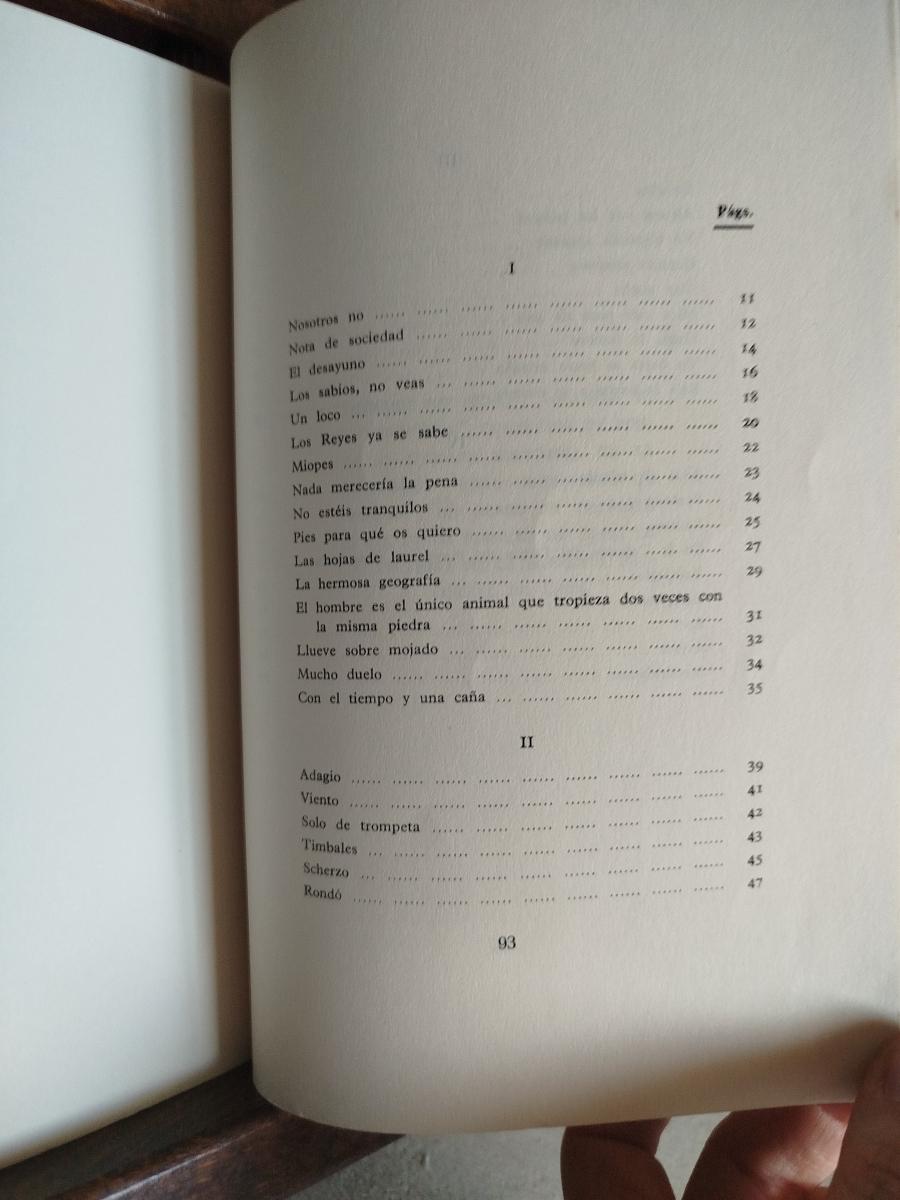 Págs.
I
Nosotros no ... ...... ...... ...... ...... ...... ...... ...... 11
Nota de sociedad ...... ...... ...... ...... ...... ...... ...... 12
El desayuno ...... ...... ...... ...... ...... ...... ...... ...... 14
Los sabios, no veas ... ...... ...... ...... ...... ...... ...... 16
Un loco ... ...... ...... ...... ...... ...... ...... ...... ...... 18
Los Reyes ya se sabe ...... ...... ...... ...... ...... ...... 20
Miopes ...... ...... ...... ...... ...... ...... ...... ...... ...... 22
Nada merecería la pena ...... ...... ...... ...... ...... ...... 23
No estéis tranquilos ... ...... ...... ...... ...... ...... ...... 24
Pies para qué os quiero ...... ...... ...... ...... ...... ...... 25
Las hojas de laurel ... ...... ...... ...... ...... ...... ...... 27
La hermosa geografía ... ...... ...... ...... ...... ...... ...... 29
El hombre es el único animal que tropieza dos veces con
la misma piedra ... ...... ...... ...... ...... ...... ...... 31
Llueve sobre mojado ... ...... ...... ...... ...... ...... ...... 32
Mucho duelo ...... ...... ...... ...... ...... ...... ...... ...... 34
Con el tiempo y una caña ... ...... ...... ...... ...... ...... 35
II
Adagio ...... ...... ...... ...... ...... ...... ...... ...... ...... 39
Viento ...... ...... ...... ...... ...... ...... ...... ...... ...... 41
Solo de trompeta ...... ...... ...... ...... ...... ...... ...... 42
Timbales ... ...... ...... ...... ...... ...... ...... ...... ...... 43
Scherzo ... ...... ...... ...... ...... ...... ...... ...... ...... 45
Rondó ...... ...... ...... ...... ...... ...... ...... ...... ...... 47
93